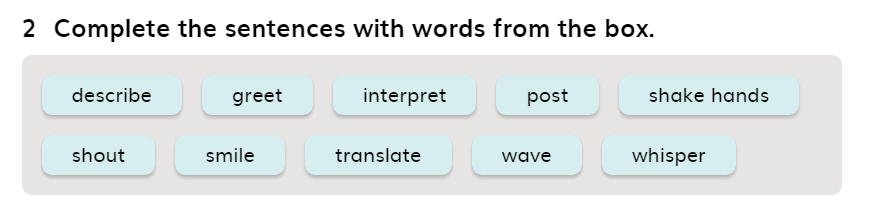 2 Complete the sentences with words from the box.
describe greet interpret post shake hands
shout smile translate wave whisper